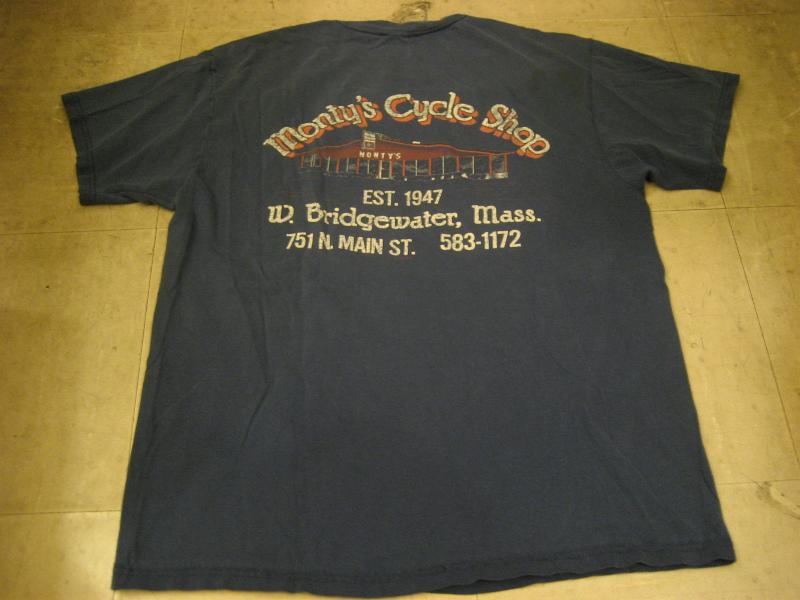 Monty's Cycle Shop
MONTY'S
EST. 1947
W. Bridgewater, Mass.
751 N. MAIN ST. 583-1172